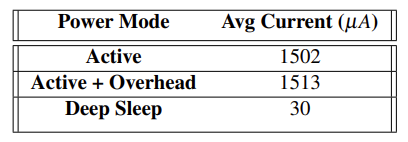 Power Mode Avg Current (μA)
Active 1502
Active + Overhead 1513
Deep Sleep 30